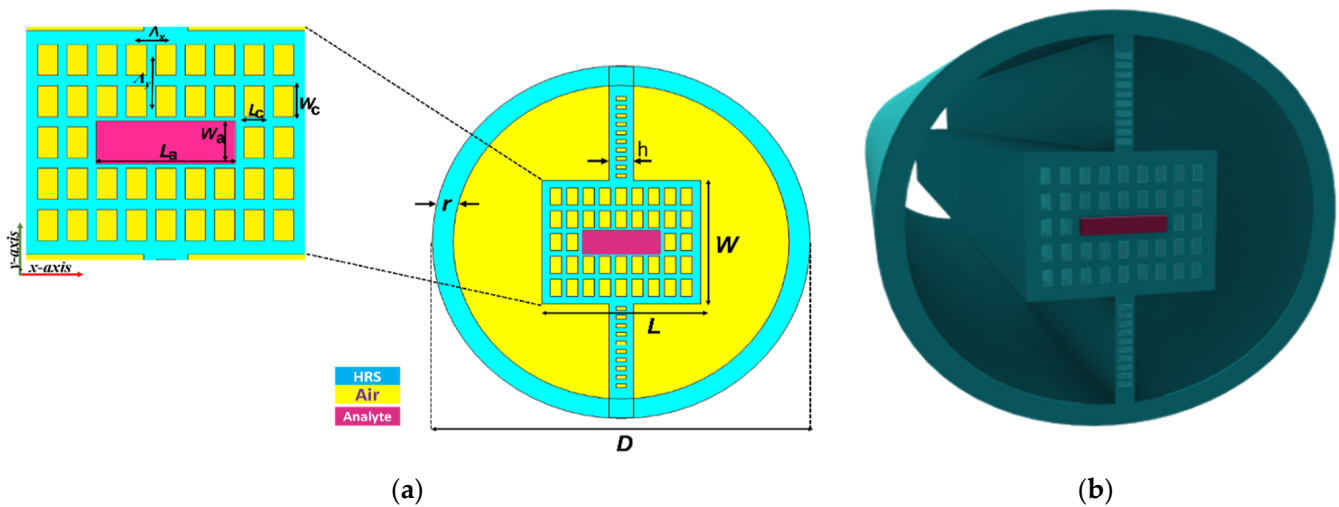 Λx
Λy
Wc
Lc
Wa
La
y-axis
x-axis
h
r
W
L
HRS
Air
Analyte
D
(a)
(b)